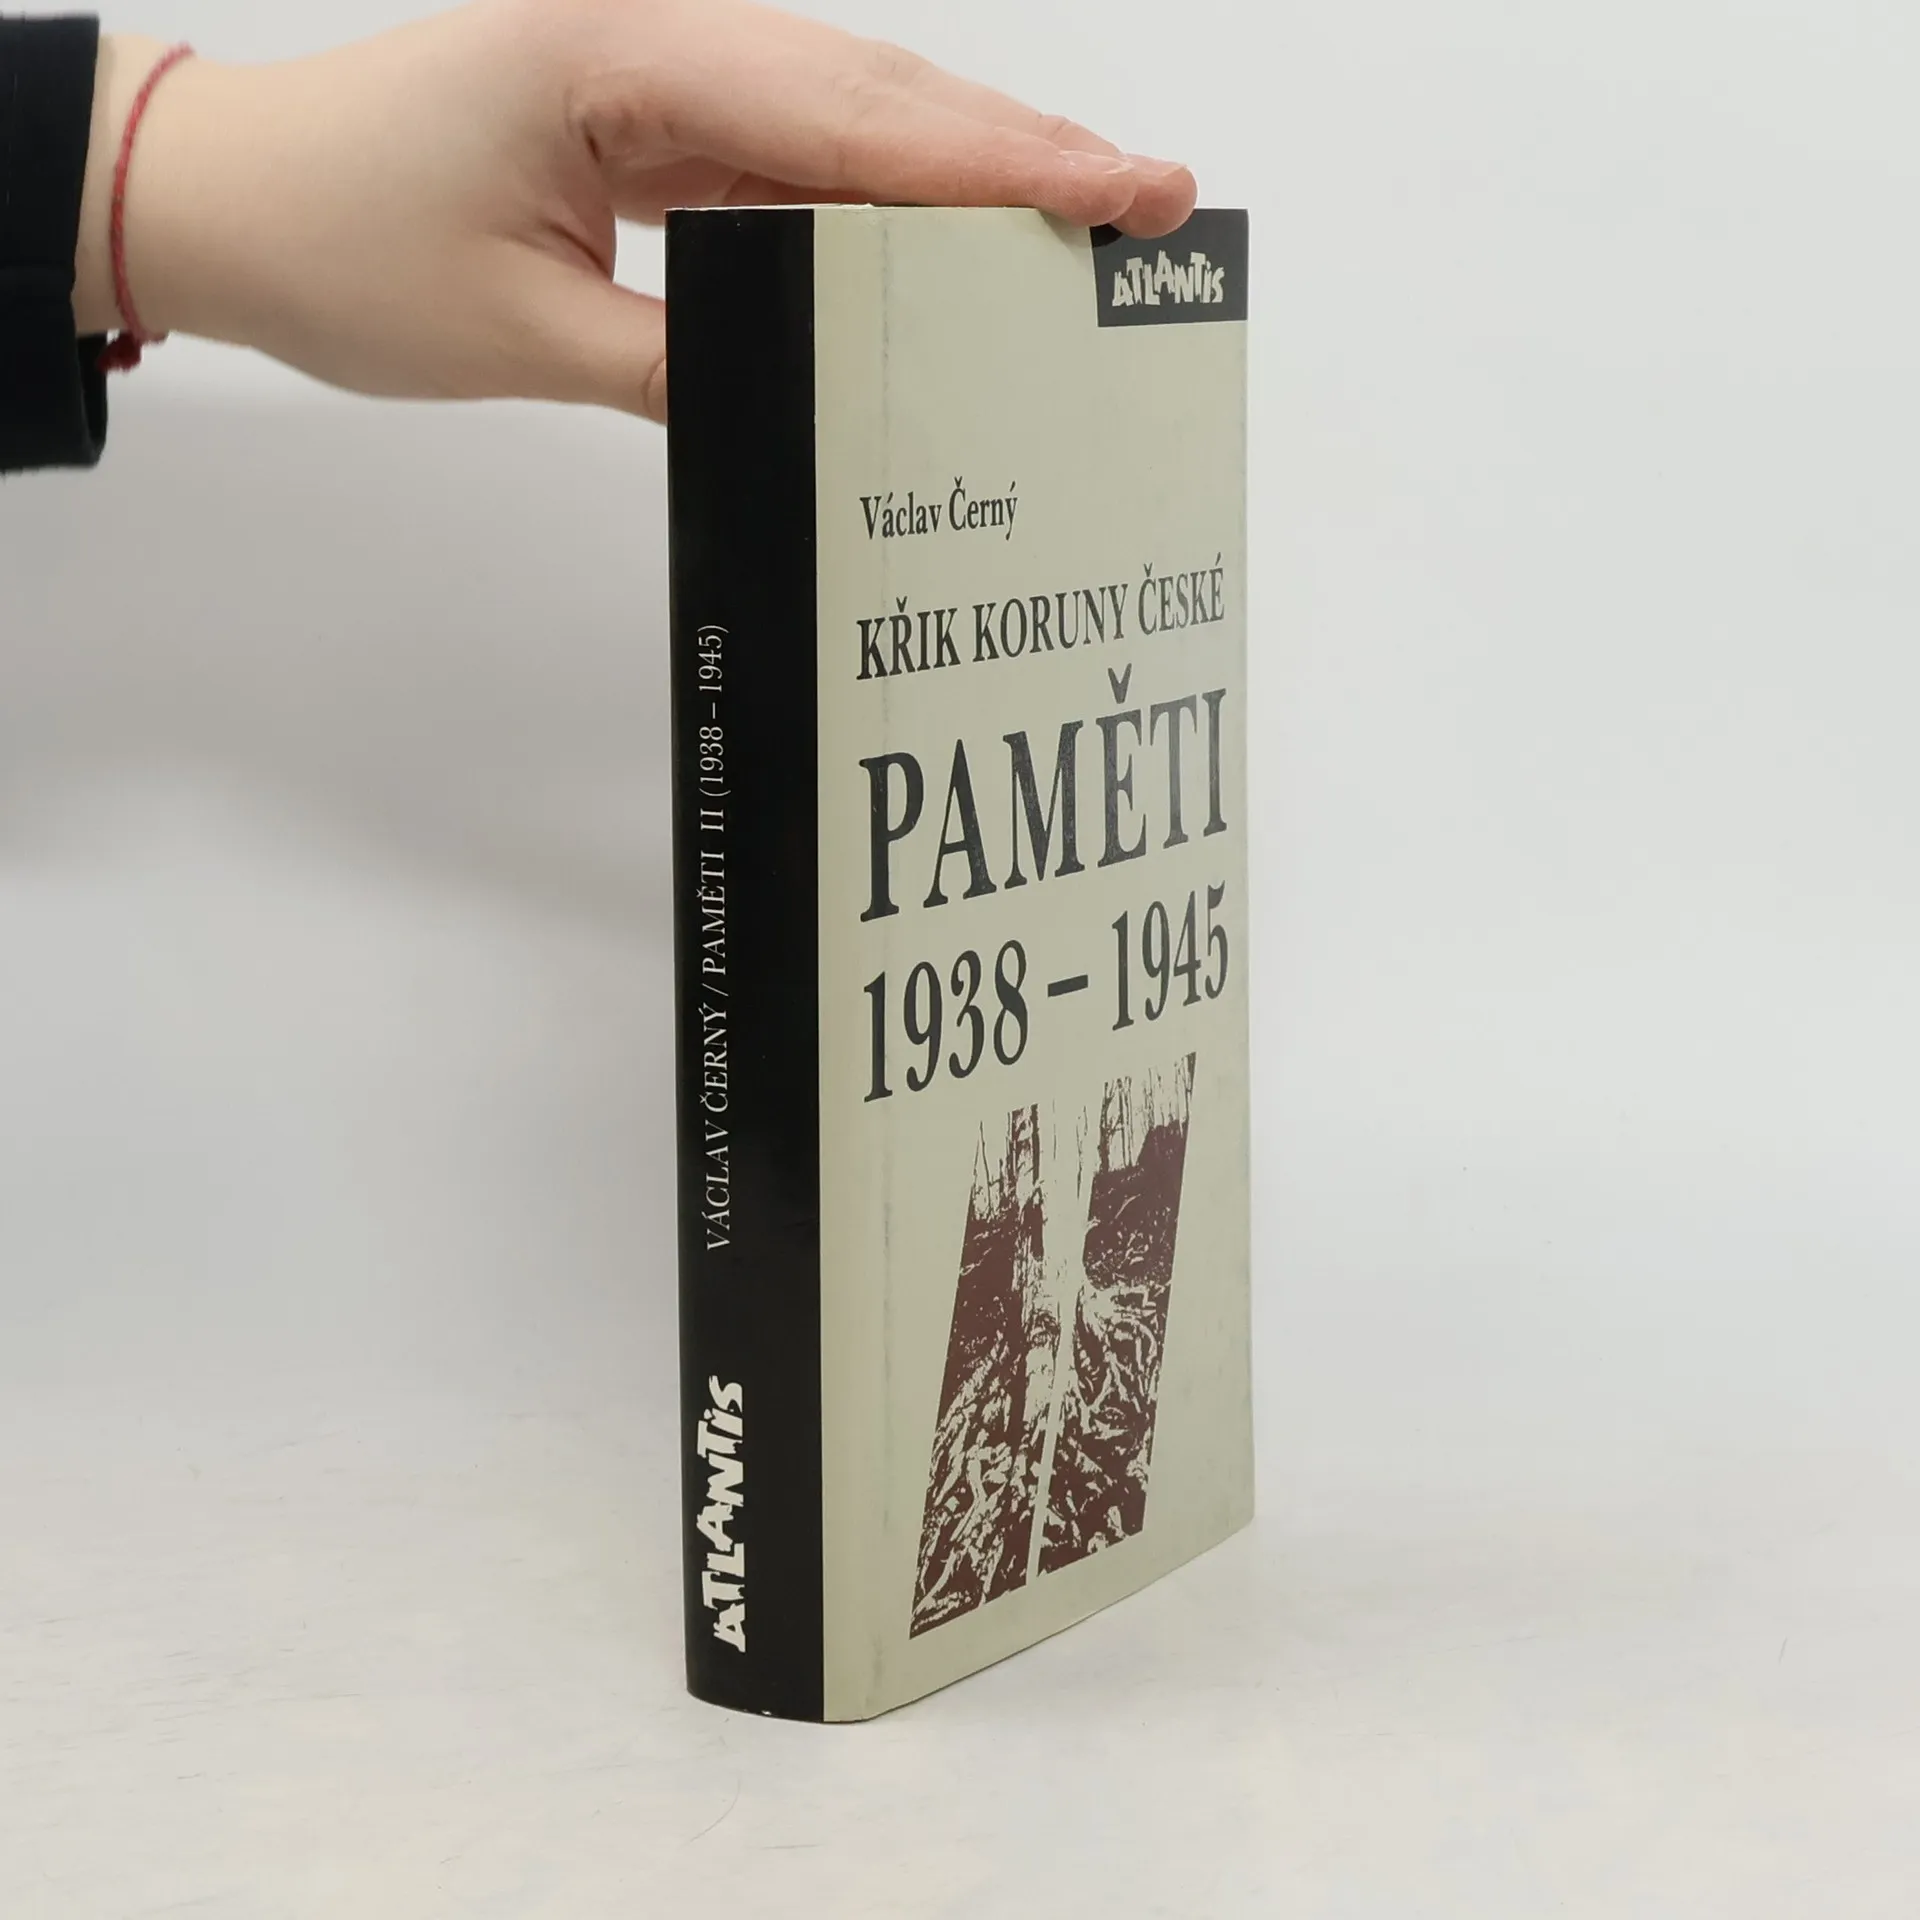 ATLANTIS
Václav Černý
KŘIK KORUNY ČESKÉ
PAMĚTI
1938 – 1945
VÁCLAV ČERNÝ / PAMĚTI II (1938 – 1945)
ATLANTIS